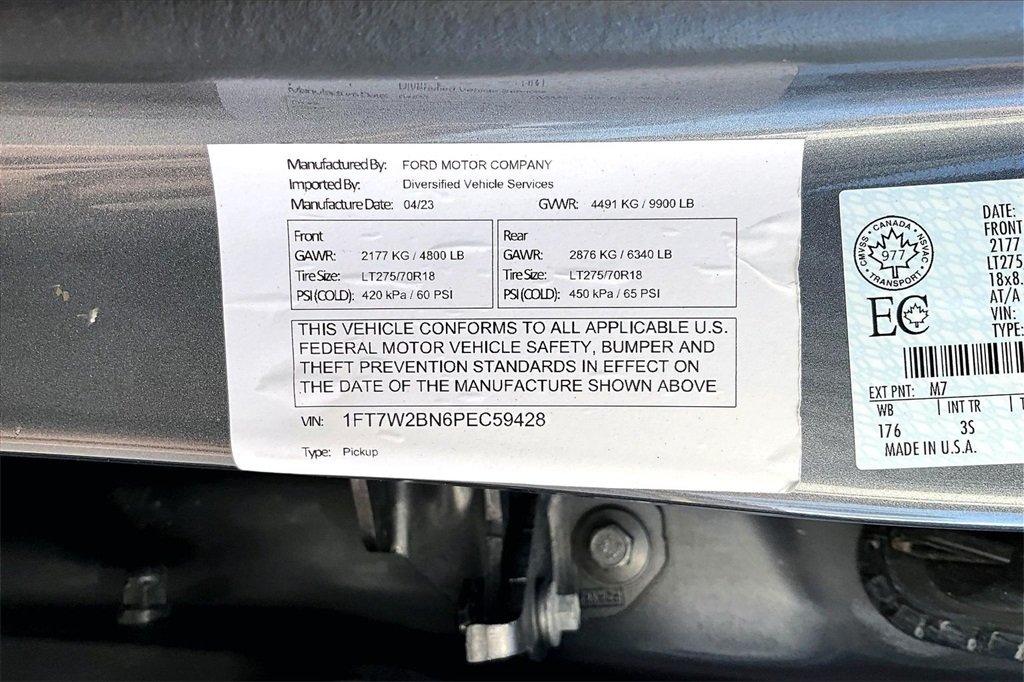 Manufactured By: FORD MOTOR COMPANY
Imported By: Diversified Vehicle Services
Manufacture Date: 04/23 GVWR: 4491 KG / 9900 LB
Front
GAWR: 2177 KG / 4800 LB
Tire Size: LT275/70R18
PSI (COLD): 420 kPa / 60 PSI
Rear
GAWR: 2876 KG / 6340 LB
Tire Size: LT275/70R18
PSI (COLD): 450 kPa / 65 PSI
THIS VEHICLE CONFORMS TO ALL APPLICABLE U.S.
FEDERAL MOTOR VEHICLE SAFETY, BUMPER AND
THEFT PREVENTION STANDARDS IN EFFECT ON
THE DATE OF THE MANUFACTURE SHOWN ABOVE
VIN: 1FT7W2BN6PEC59428
Type: Pickup
CANADA
CMVSS NSVAC
977
TRANSPORT
EC
DATE:
FRONT
2177
LT275
18x8.
AT/A
VIN:
TYPE:
EXT PNT: M7
WB INT TR
176 3S
MADE IN U.S.A.